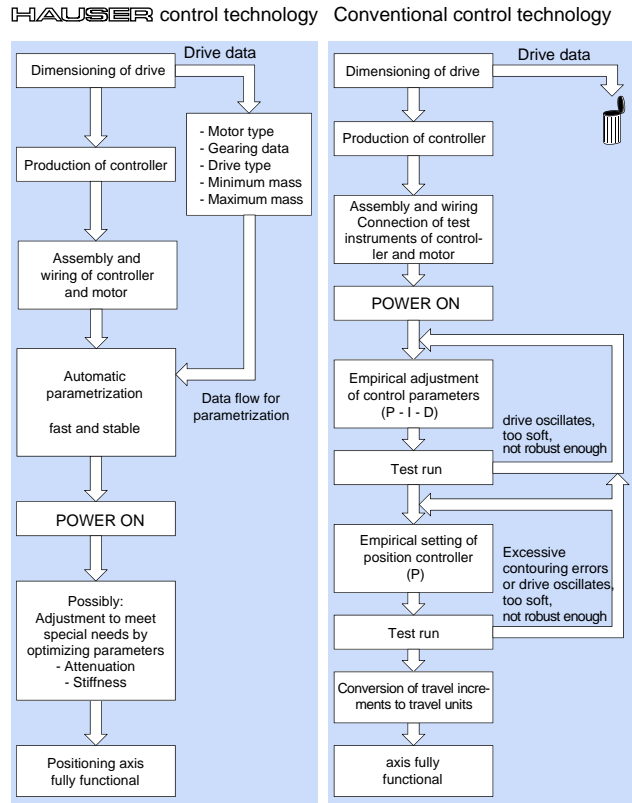 HAUSER control technology
Drive data
Dimensioning of drive
- Motor type
- Gearing data
- Drive type
- Minimum mass
- Maximum mass
Production of controller
Assembly and
wiring of controller
and motor
Automatic
parametrization
fast and stable
Data flow for
parametrization
POWER ON
Possibly:
Adjustment to meet
special needs by
optimizing parameters
- Attenuation
- Stiffness
Positioning axis
fully functional
Conventional control technology
Drive data
Dimensioning of drive
Production of controller
Assembly and wiring
Connection of test
instruments of control-
ler and motor
POWER ON
Empirical adjustment
of control parameters
(P - I - D)
drive oscillates,
too soft,
not robust enough
Test run
Empirical setting of
position controller
(P)
Excessive
contouring errors
or drive oscillates,
too soft,
not robust enough
Test run
Conversion of travel incre-
ments to travel units
axis fully
functional